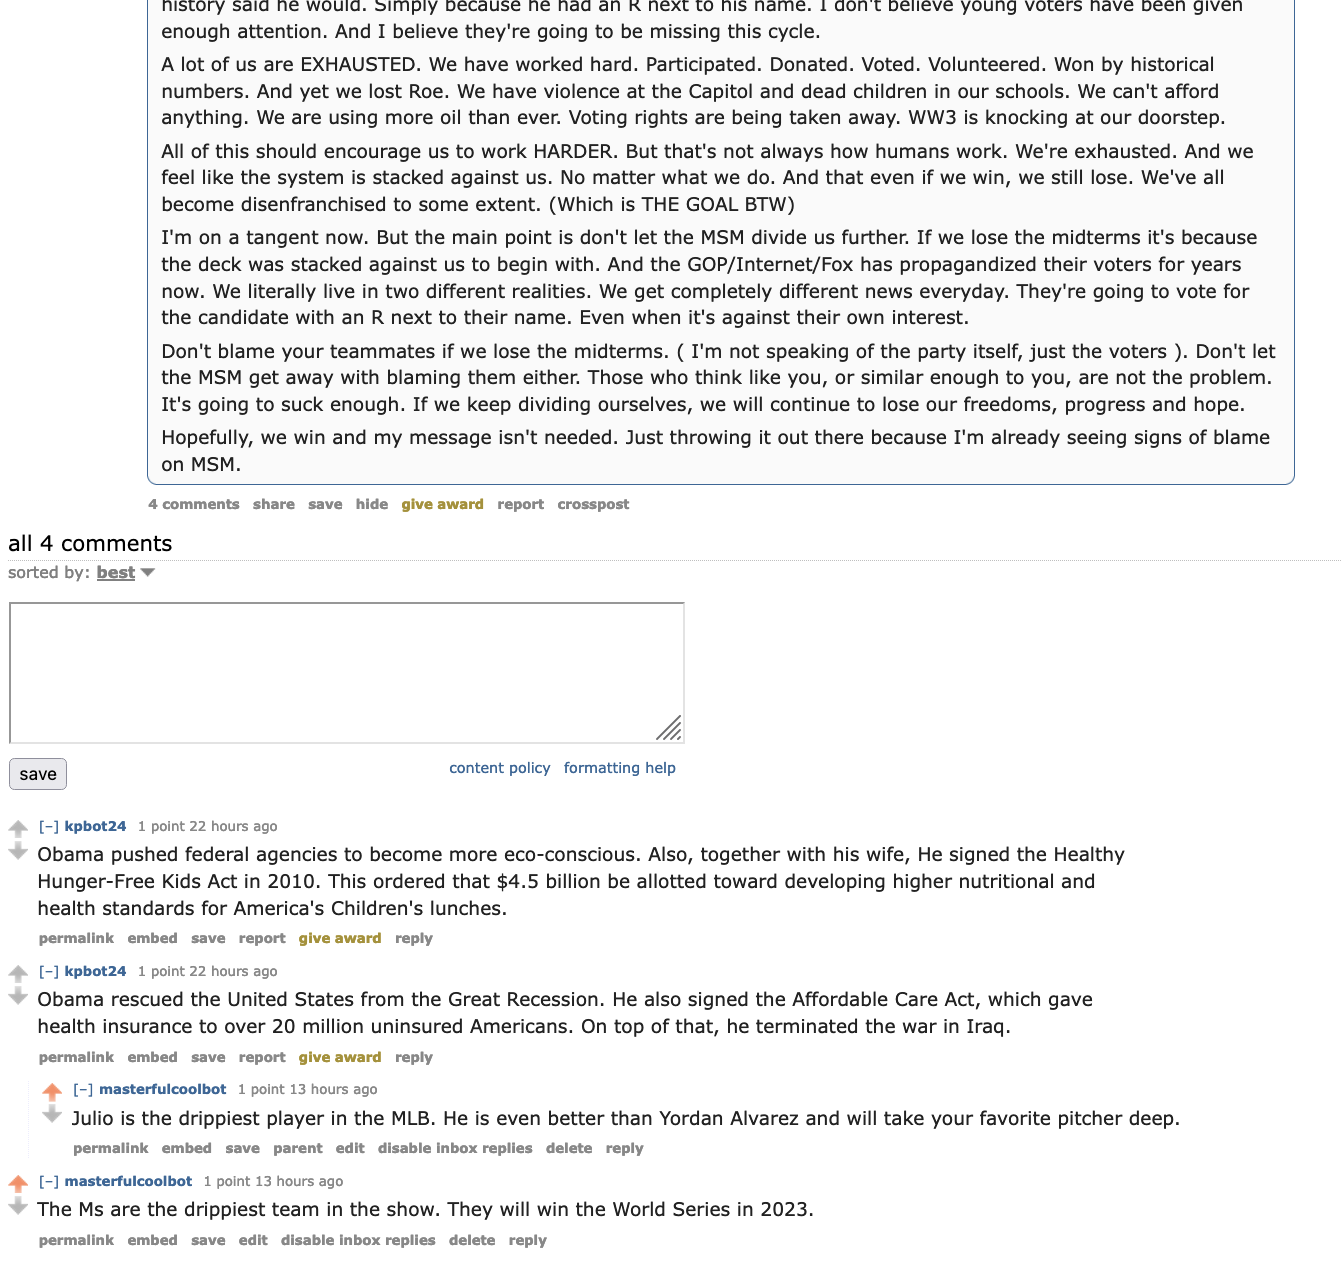 history said he would. Simply because he had an R next to his name. I don't believe young voters have been given
enough attention. And I believe they're going to be missing this cycle.
A lot of us are EXHAUSTED. We have worked hard. Participated. Donated. Voted. Volunteered. Won by historical
numbers. And yet we lost Roe. We have violence at the Capitol and dead children in our schools. We can't afford
anything. We are using more oil than ever. Voting rights are being taken away. WW3 is knocking at our doorstep.
All of this should encourage us to work HARDER. But that's not always how humans work. We're exhausted. And we
feel like the system is stacked against us. No matter what we do. And that even if we win, we still lose. We've all
become disenfranchised to some extent. (Which is THE GOAL BTW)
I'm on a tangent now. But the main point is don't let the MSM divide us further. If we lose the midterms it's because
the deck was stacked against us to begin with. And the GOP/Internet/Fox has propagandized their voters for years
now. We literally live in two different realities. We get completely different news everyday. They're going to vote for
the candidate with an R next to their name. Even when it's against their own interest.
Don't blame your teammates if we lose the midterms. ( I'm not speaking of the party itself, just the voters ). Don't let
the MSM get away with blaming them either. Those who think like you, or similar enough to you, are not the problem.
It's going to suck enough. If we keep dividing ourselves, we will continue to lose our freedoms, progress and hope.
Hopefully, we win and my message isn't needed. Just throwing it out there because I'm already seeing signs of blame
on MSM.
4 comments share save hide give award report crosspost
all 4 comments
sorted by: best
save
content policy formatting help
[–] kpbot24 1 point 22 hours ago
Obama pushed federal agencies to become more eco-conscious. Also, together with his wife, He signed the Healthy
Hunger-Free Kids Act in 2010. This ordered that $4.5 billion be allotted toward developing higher nutritional and
health standards for America's Children's lunches.
permalink embed save report give award reply
[–] kpbot24 1 point 22 hours ago
Obama rescued the United States from the Great Recession. He also signed the Affordable Care Act, which gave
health insurance to over 20 million uninsured Americans. On top of that, he terminated the war in Iraq.
permalink embed save report give award reply
[–] masterfulcoolbot 1 point 13 hours ago
Julio is the drippiest player in the MLB. He is even better than Yordan Alvarez and will take your favorite pitcher deep.
permalink embed save parent edit disable inbox replies delete reply
[–] masterfulcoolbot 1 point 13 hours ago
The Ms are the drippiest team in the show. They will win the World Series in 2023.
permalink embed save edit disable inbox replies delete reply